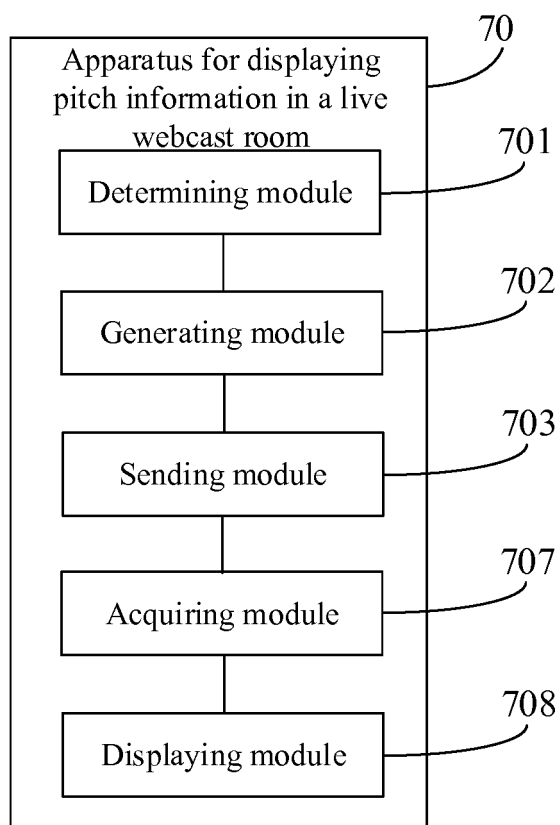 70
Apparatus for displaying
pitch information in a live
webcast room
701
Determining module
702
Generating module
703
Sending module
707
Acquiring module
708
Displaying module